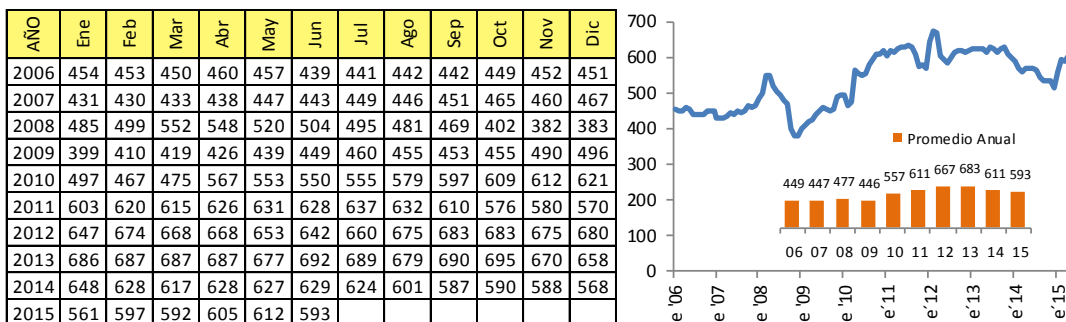 AÑO Ene Feb Mar Abr May Jun Jul Ago Sep Oct Nov Dic
2006 454 453 450 460 457 439 441 442 442 449 452 451
2007 431 430 433 438 447 443 449 446 451 465 460 467
2008 485 499 552 548 520 504 495 481 469 402 382 383
2009 399 410 419 426 439 449 460 455 453 455 490 496
2010 497 467 475 567 553 550 555 579 597 609 612 621
2011 603 620 615 626 631 628 637 632 610 576 580 570
2012 647 674 668 668 653 642 660 675 683 683 675 680
2013 686 687 687 687 677 692 689 679 690 695 670 658
2014 648 628 617 628 627 629 624 601 587 590 588 568
2015 561 597 592 605 612 593
700
600
500
400
300
200
100
0
Promedio Anual
449 447 477 446 557 611 667 683 611 593
06 07 08 09 10 11 12 13 14 15
e '06 e '07 e '08 e´09 e ´10 e´11 e´12 e´13 e´14 e´15